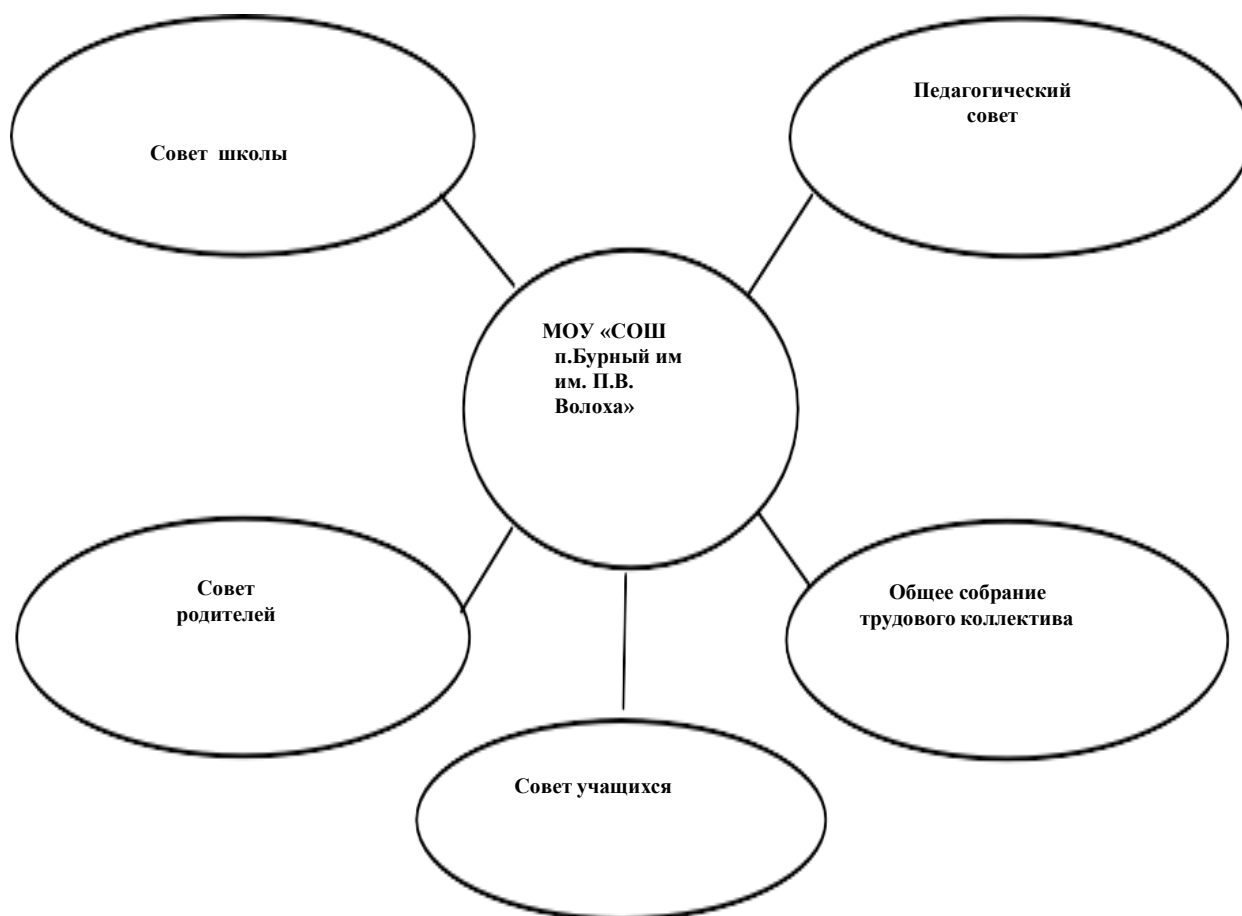 Педагогический
совет
Совет школы
МОУ «СОШ
п.Бурный им
им. П.В.
Волоха»
Совет
родителей
Общее собрание
трудового коллектива
Совет учащихся